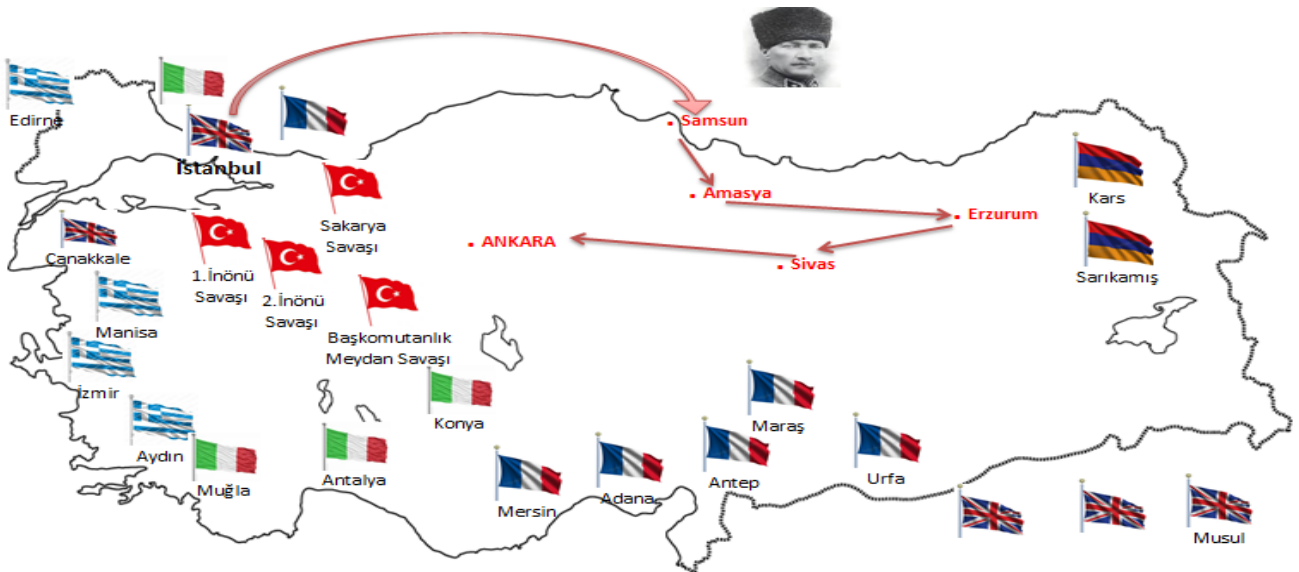 Samsun
Edirne
İstanbul
Amasya
Kars
Erzurum
Sakarya
Savaşı
ANKARA
Çanakkale
1.İnönü
Savaşı
2.İnönü
Savaşı
Sivas
Sarıkamış
Manisa
Başkomutanlık
Meydan Savaşı
İzmir
Konya
Maraş
Aydın
Muğla
Antalya
Mersin
Adana
Antep
Urfa
Musul